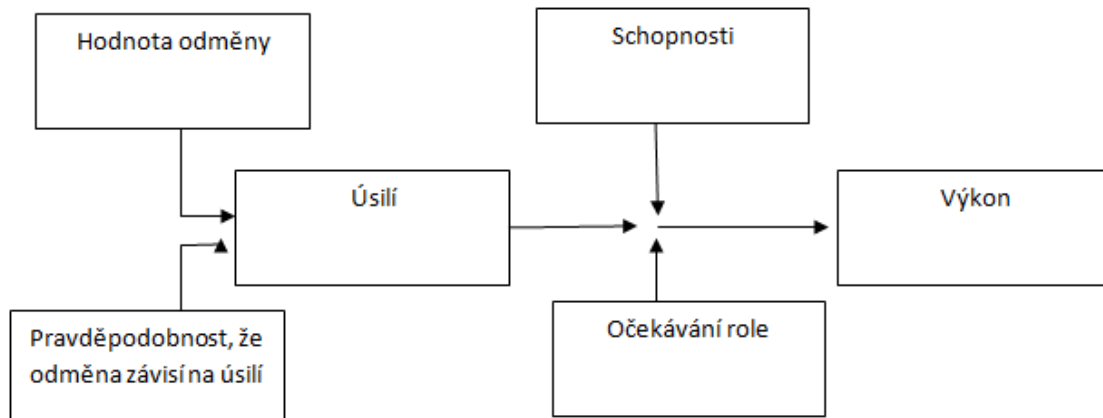 Hodnota odměny
Schopnosti
Úsilí
Výkon
Pravděpodobnost, že
odměna závisí na úsilí
Očekávání role